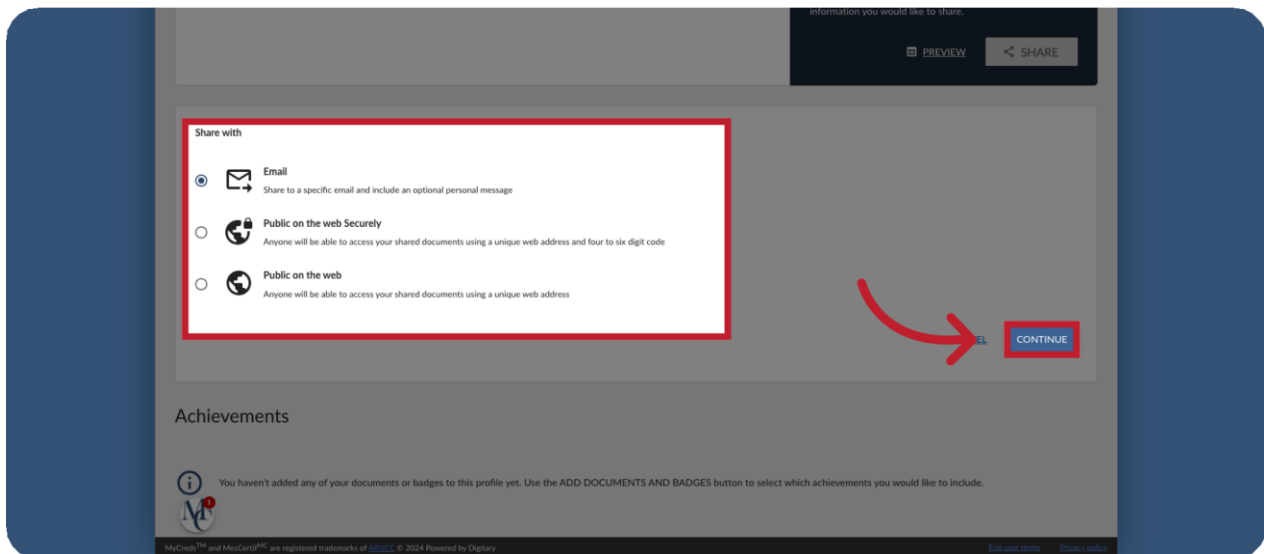 information you would like to share.
PREVIEW
SHARE
Share with
Email
Share to a specific email and include an optional personal message
Public on the web Securely
Anyone will be able to access your shared documents using a unique web address and four to six digit code
Public on the web
Anyone will be able to access your shared documents using a unique web address
EL
CONTINUE
Achievements
You haven't added any of your documents or badges to this profile yet. Use the ADD DOCUMENTS AND BADGES button to select which achievements you would like to include.
1
MC
MyCreds™ and MesCertif^MC are registered trademarks of ARUCC © 2024 Powered by Digitary
End user terms Privacy policy